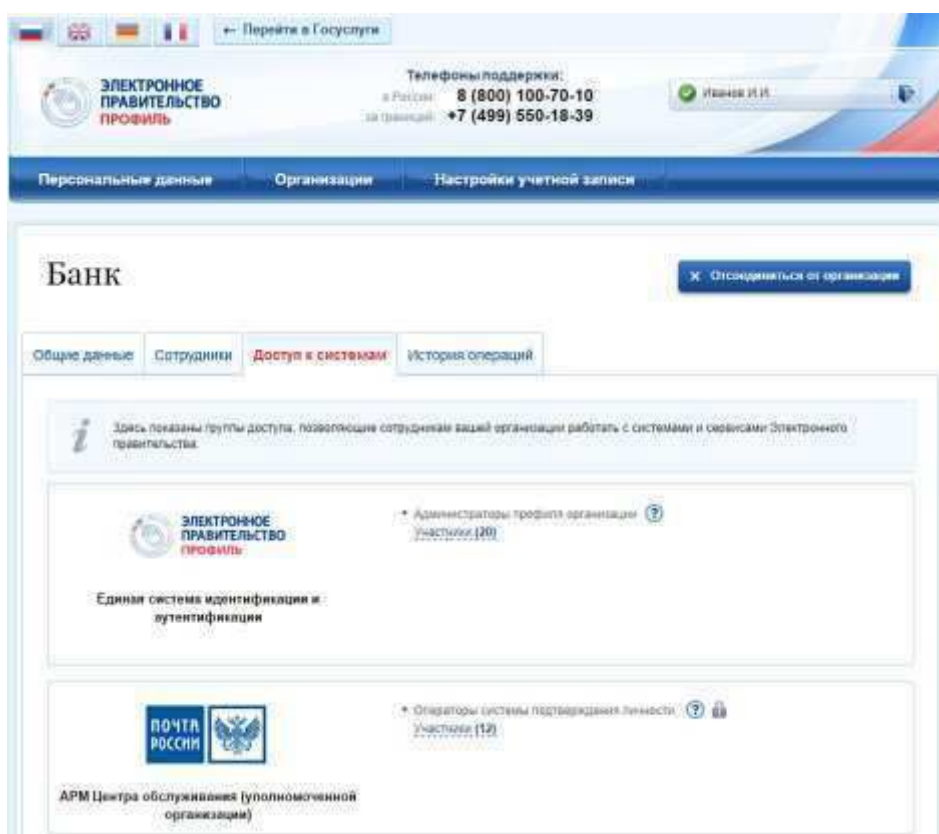 ← Перейти в Госуслуги
ЭЛЕКТРОННОЕ
ПРАВИТЕЛЬСТВО
ПРОФИЛЬ
Телефоны поддержки:
в России: 8 (800) 100-70-10
за границей: +7 (499) 550-18-39
Иванов И.И.
Персональные данные Организации Настройки учетной записи
Банк
× Отсоединиться от организации
Общие данные Сотрудники Доступ к системам История операций
Здесь показаны группы доступа, позволяющие сотрудникам вашей организации работать с системами и сервисами Электронного
правительства.
ЭЛЕКТРОННОЕ
ПРАВИТЕЛЬСТВО
ПРОФИЛЬ
Единая система идентификации и
аутентификации
• Администраторы профиля организации ?
Участники (20)
ПОЧТА
РОССИИ
АРМ Центра обслуживания (уполномоченной
организации)
• Операторы системы подтверждения личности ?
Участники (12)